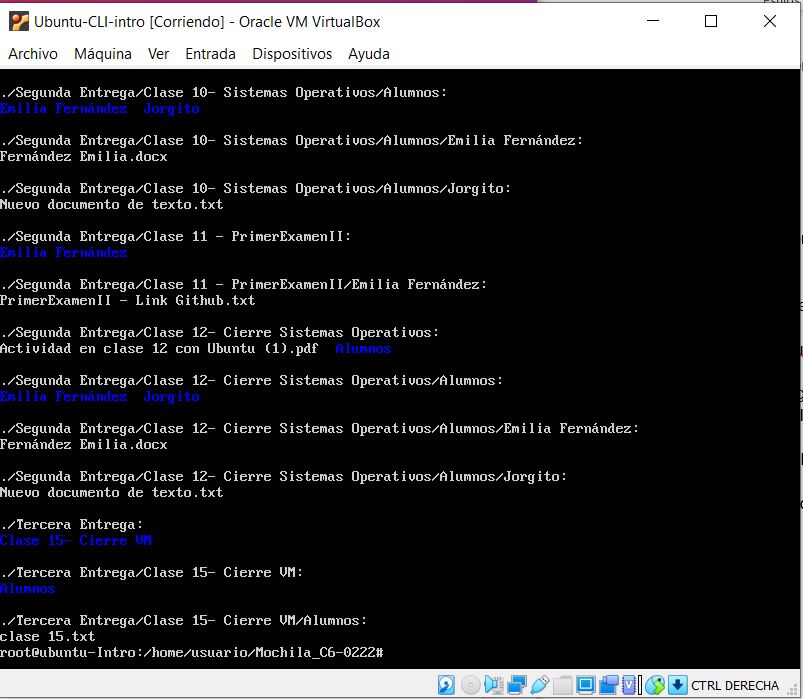 Ubuntu-CLI-intro [Corriendo] - Oracle VM VirtualBox
Archivo Máquina Ver Entrada Dispositivos Ayuda
./Segunda Entrega/Clase 10- Sistemas Operativos/Alumnos:
Emilia Fernández  Jorgito
./Segunda Entrega/Clase 10- Sistemas Operativos/Alumnos/Emilia Fernández:
Fernández Emilia.docx
./Segunda Entrega/Clase 10- Sistemas Operativos/Alumnos/Jorgito:
Nuevo documento de texto.txt
./Segunda Entrega/Clase 11 - PrimerExamenII:
Emilia Fernández
./Segunda Entrega/Clase 11 - PrimerExamenII/Emilia Fernández:
PrimerExamenII - Link Github.txt
./Segunda Entrega/Clase 12- Cierre Sistemas Operativos:
Actividad en clase 12 con Ubuntu (1).pdf  Alumnos
./Segunda Entrega/Clase 12- Cierre Sistemas Operativos/Alumnos:
Emilia Fernández  Jorgito
./Segunda Entrega/Clase 12- Cierre Sistemas Operativos/Alumnos/Emilia Fernández:
Fernández Emilia.docx
./Segunda Entrega/Clase 12- Cierre Sistemas Operativos/Alumnos/Jorgito:
Nuevo documento de texto.txt
./Tercera Entrega:
Clase 15- Cierre VM
./Tercera Entrega/Clase 15- Cierre VM:
Alumnos
./Tercera Entrega/Clase 15- Cierre VM/Alumnos:
clase 15.txt
root@ubuntu-Intro:/home/usuario/Mochila_C6-0222#
CTRL DERECHA